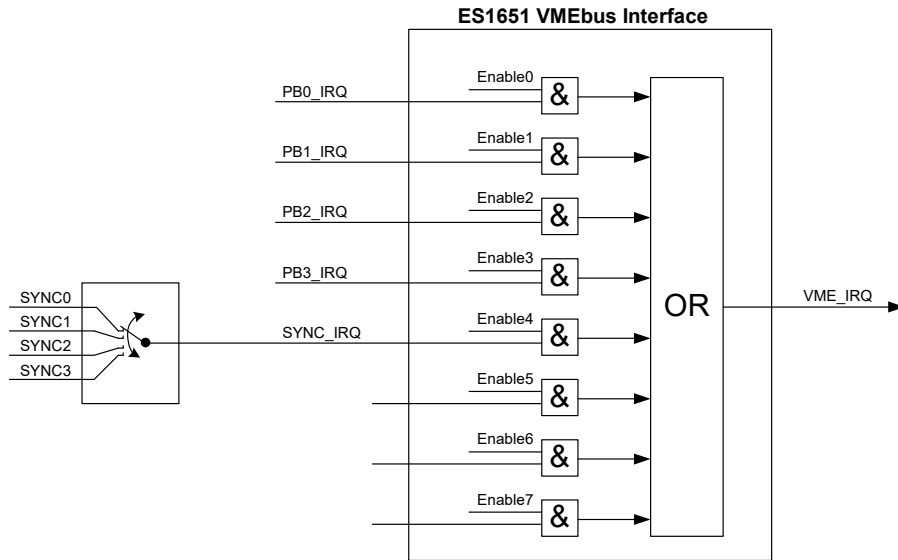 ES1651 VMEbus Interface
Enable0
PB0_IRQ
&
Enable1
PB1_IRQ
&
Enable2
PB2_IRQ
&
Enable3
PB3_IRQ
&
SYNC0
SYNC1
SYNC2
SYNC3
Enable4
SYNC_IRQ
&
Enable5
&
Enable6
&
Enable7
&
OR
VME_IRQ